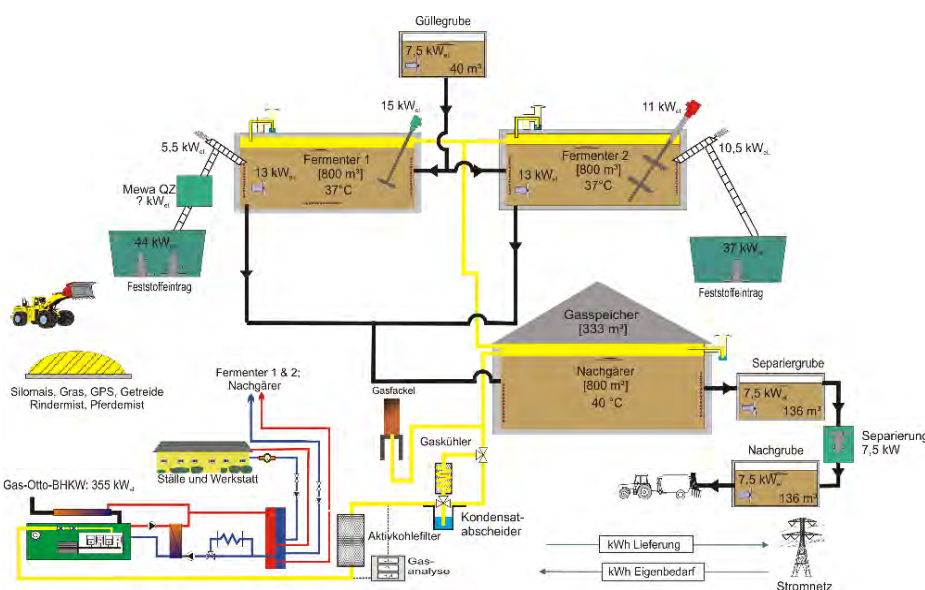 Güllegrube
7,5 kWel
40 m³
15 kWel
11 kWel
5,5 kWel
10,5 kWel
Fermenter 1
[800 m³]
37°C
13 kWel
Fermenter 2
[800 m³]
37°C
13 kWel
Mewa QZ
? kWel
44 kWel
Feststoffeintrag
37 kWel
Feststoffeintrag
Gasspeicher
[333 m³]
Nachgärer
[800 m³]
40 °C
Silomais, Gras, GPS, Getreide
Rindermist, Pferdemist
Fermenter 1 & 2;
Nachgärer
Gasfackel
Gaskühler
Separiergrube
7,5 kWel
136 m³
Separierung
7,5 kW
Nachgrube
7,5 kWel
136 m³
Ställe und Werkstatt
Gas-Otto-BHKW: 355 kWel
Aktivkohlefilter
Kondensat-
abscheider
Gas-
analyse
kWh Lieferung
kWh Eigenbedarf
Stromnetz